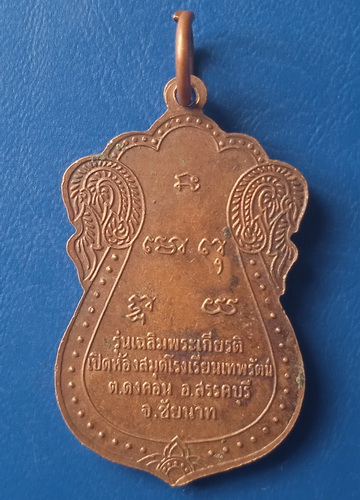 รุ่นเฉลิมพระเกียรติ
เปิดห้องสมุดโรงเรียนเทพรัตน์
ต.ดงคอน อ.สรรคบุรี
จ.ชัยนาท